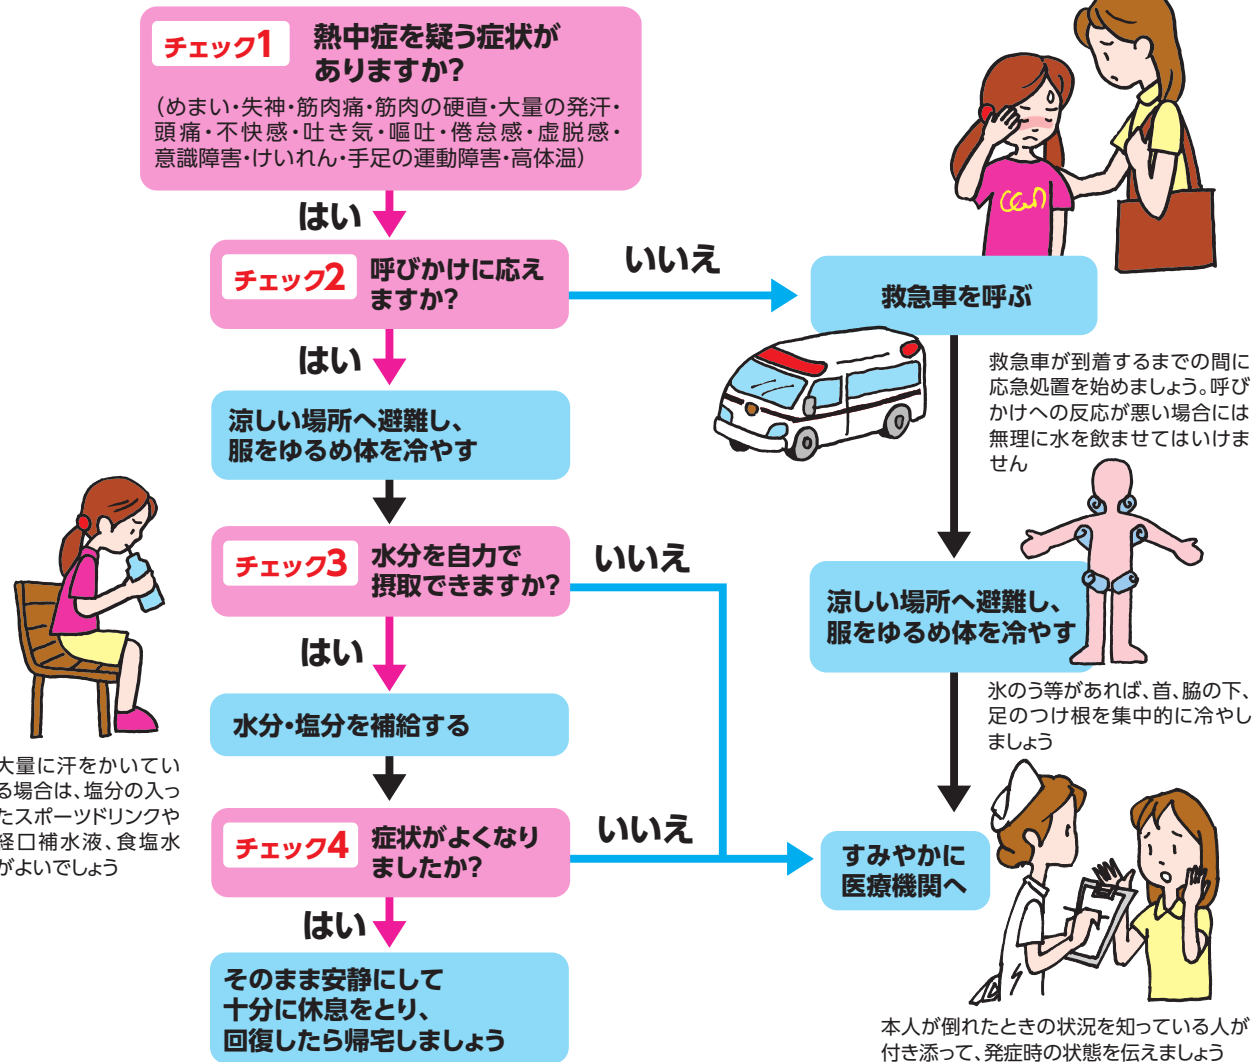 チェック1
熱中症を疑う症状が
ありますか?
(めまい・失神・筋肉痛・筋肉の硬直・大量の発汗・
頭痛・不快感・吐き気・嘔吐・倦怠感・虚脱感・
意識障害・けいれん・手足の運動障害・高体温)
はい
チェック2
呼びかけに応え
ますか?
いいえ
救急車を呼ぶ
救急車が到着するまでの間に
応急処置を始めましょう。呼び
かけへの反応が悪い場合には
無理に水を飲ませてはいけま
せん
はい
涼しい場所へ避難し、
服をゆるめ体を冷やす
チェック3
水分を自力で
摂取できますか?
いいえ
涼しい場所へ避難し、
服をゆるめ体を冷やす
氷のう等があれば、首、脇の下、
足のつけ根を集中的に冷やし
ましょう
はい
水分・塩分を補給する
大量に汗をかいてい
る場合は、塩分の入っ
たスポーツドリンクや
経口補水液、食塩水
がよいでしょう
チェック4
症状がよくなり
ましたか?
いいえ
すみやかに
医療機関へ
はい
そのまま安静にして
十分に休息をとり、
回復したら帰宅しましょう
本人が倒れたときの状況を知っている人が
付き添って、発症時の状態を伝えましょう